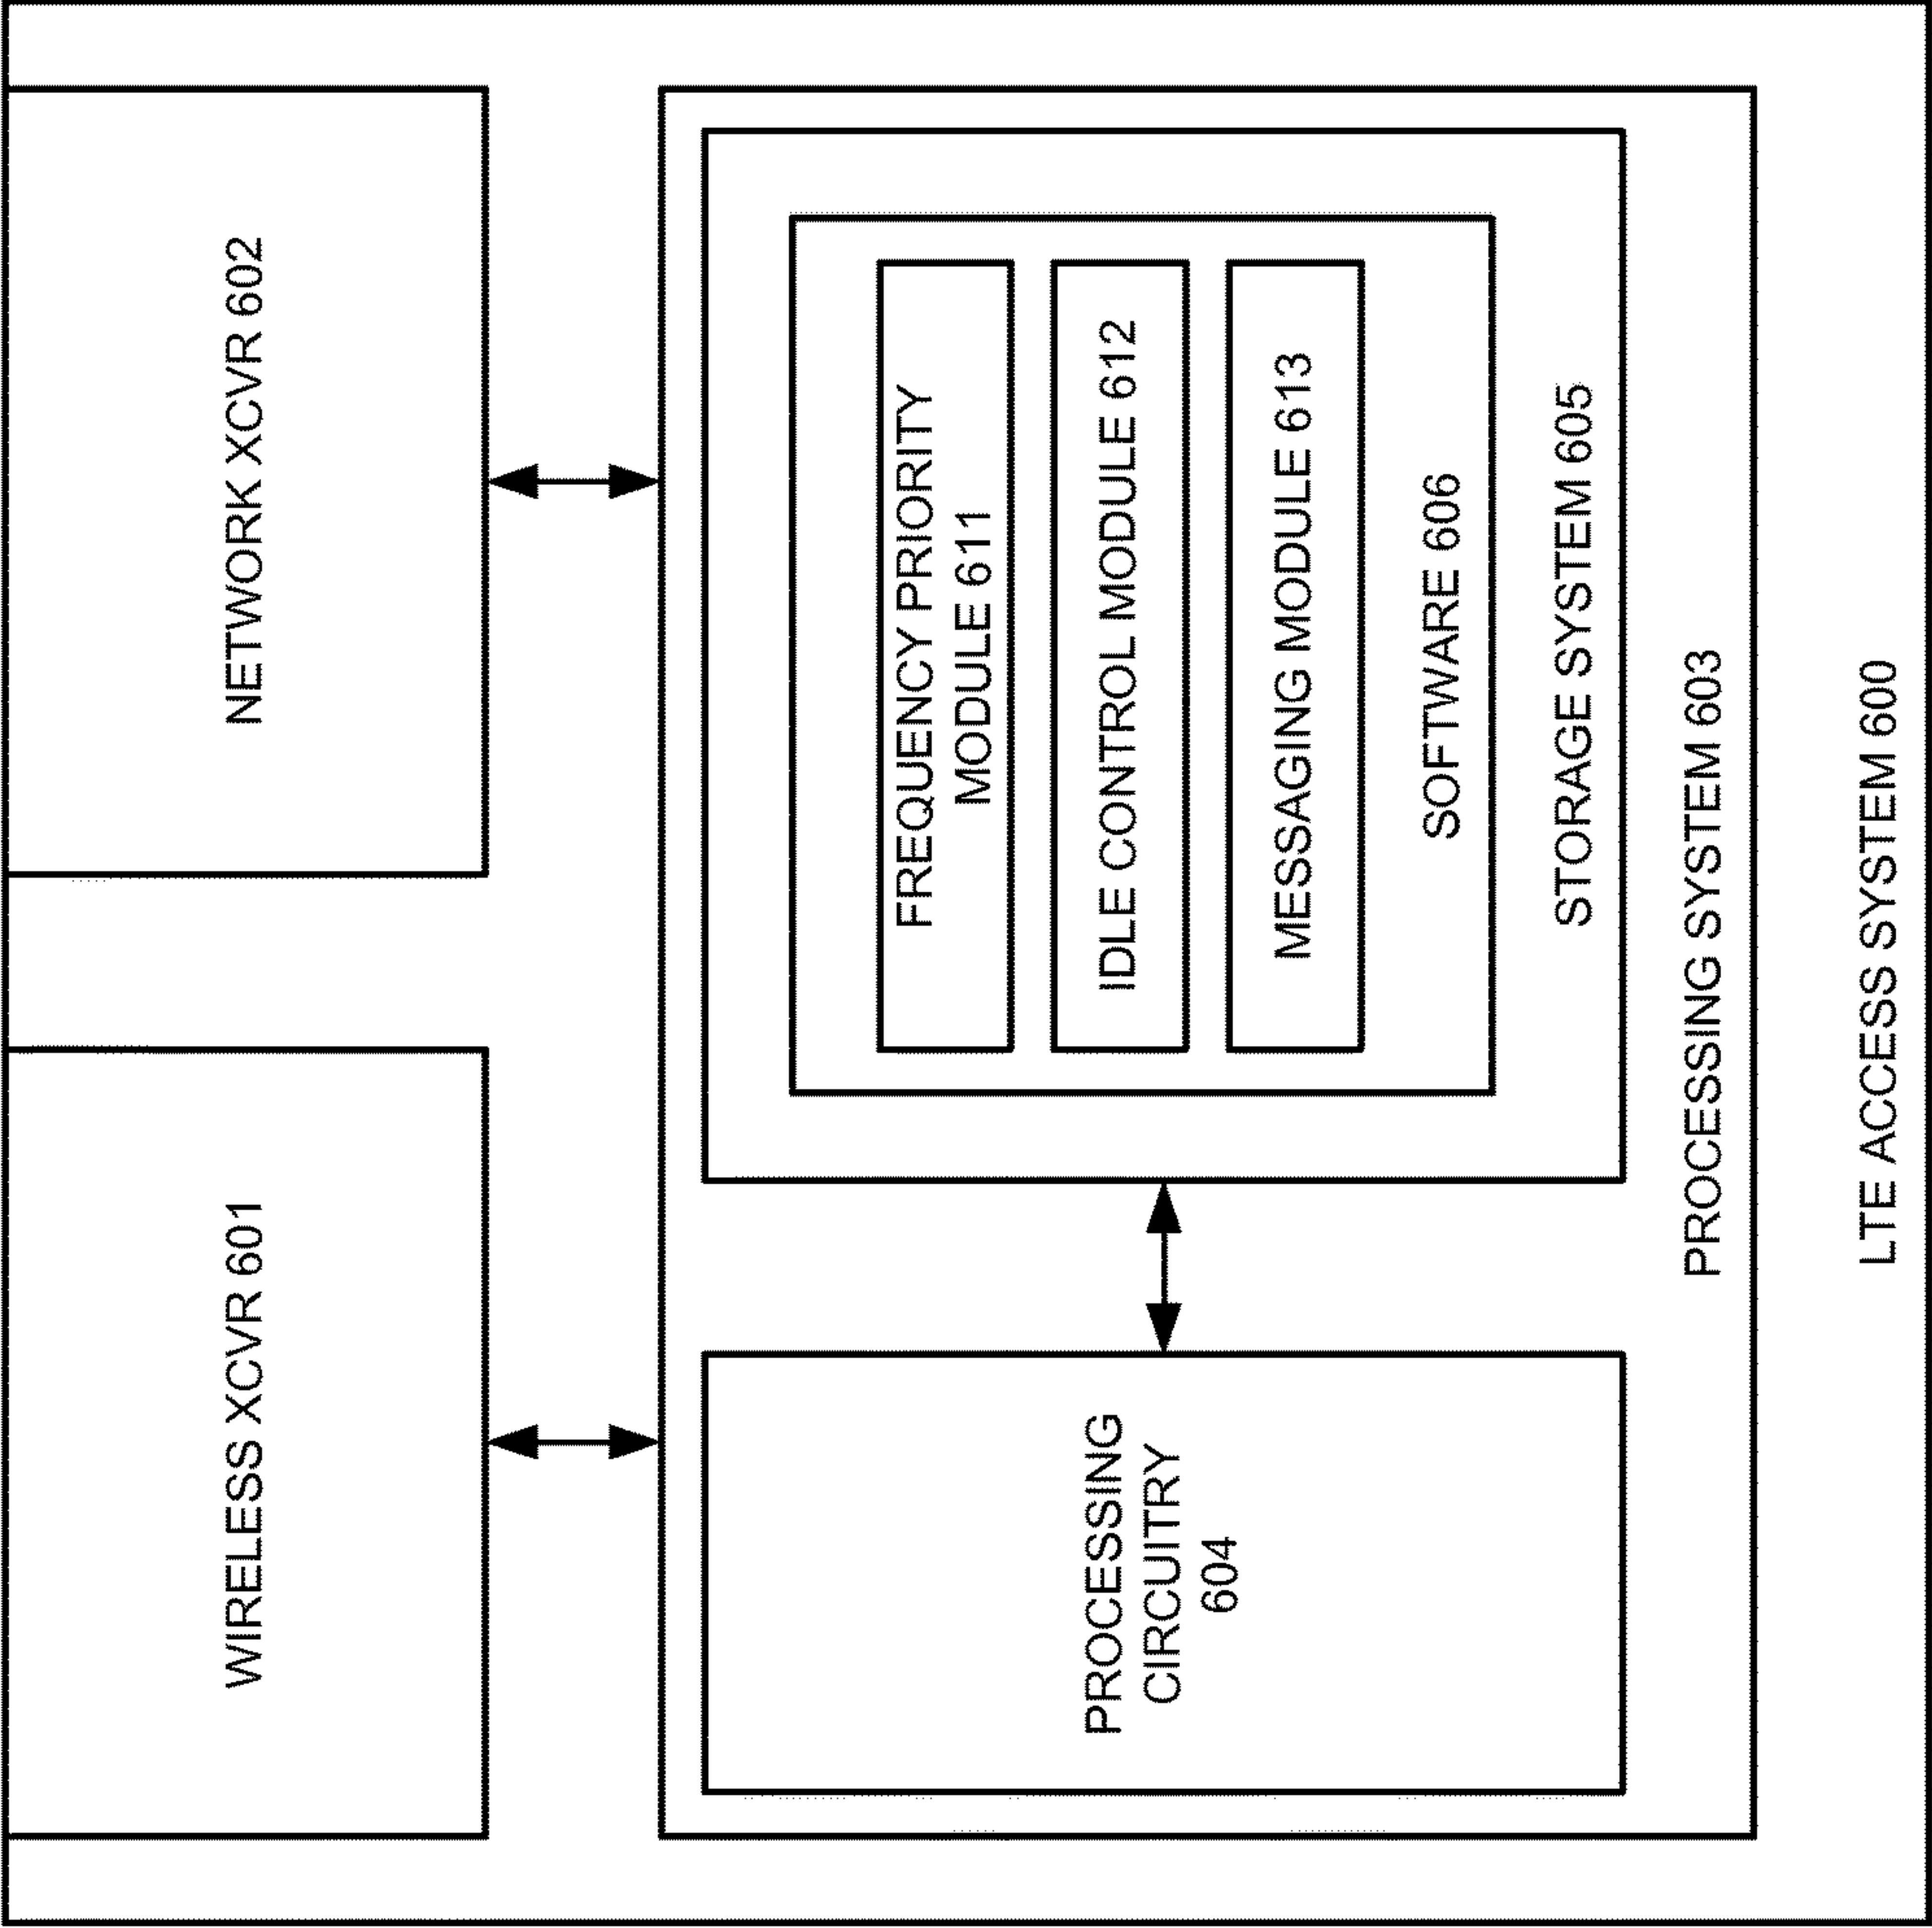 WIRELESS XCVR 601
NETWORK XCVR 602
PROCESSING
CIRCUITRY
604
FREQUENCY PRIORITY
MODULE 611
IDLE CONTROL MODULE 612
MESSAGING MODULE 613
SOFTWARE 606
STORAGE SYSTEM 605
PROCESSING SYSTEM 603
LTE ACCESS SYSTEM 600